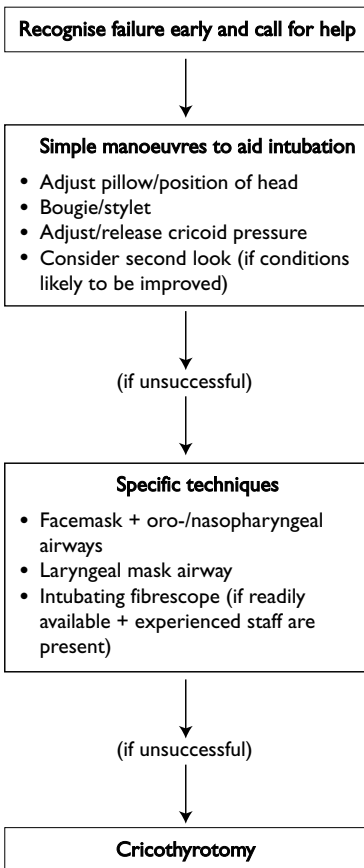 Recognise failure early and call for help
Simple manoeuvres to aid intubation
• Adjust pillow/position of head
• Bougie/stylet
• Adjust/release cricoid pressure
• Consider second look (if conditions
likely to be improved)
(if unsuccessful)
Specific techniques
• Facemask + oro-/nasopharyngeal
airways
• Laryngeal mask airway
• Intubating fibrescope (if readily
available + experienced staff are
present)
(if unsuccessful)
Cricothyrotomy